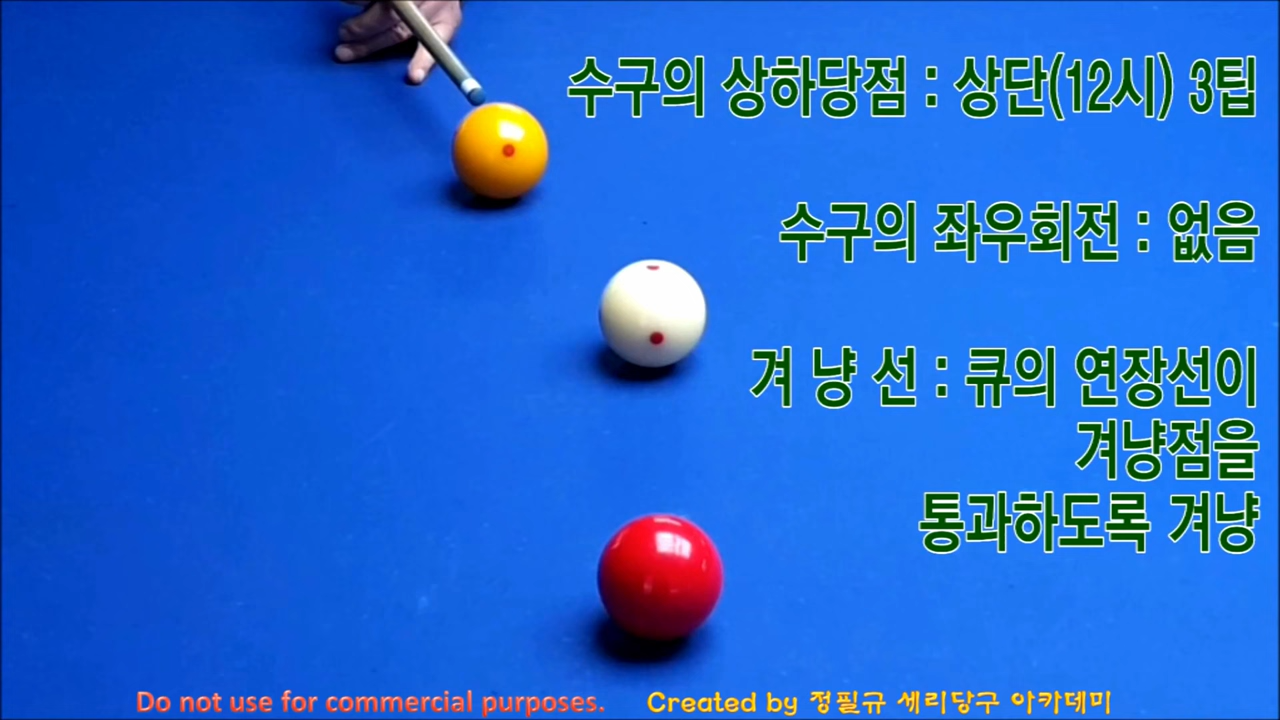 수구의 상하당점 : 상단(12시) 3팁
수구의 좌우회전 : 없음
겨 냥 선 : 큐의 연장선이
겨냥점을
통과하도록 겨냥
Do not use for commercial purposes. Created by 정필규 세리당구 아카데미